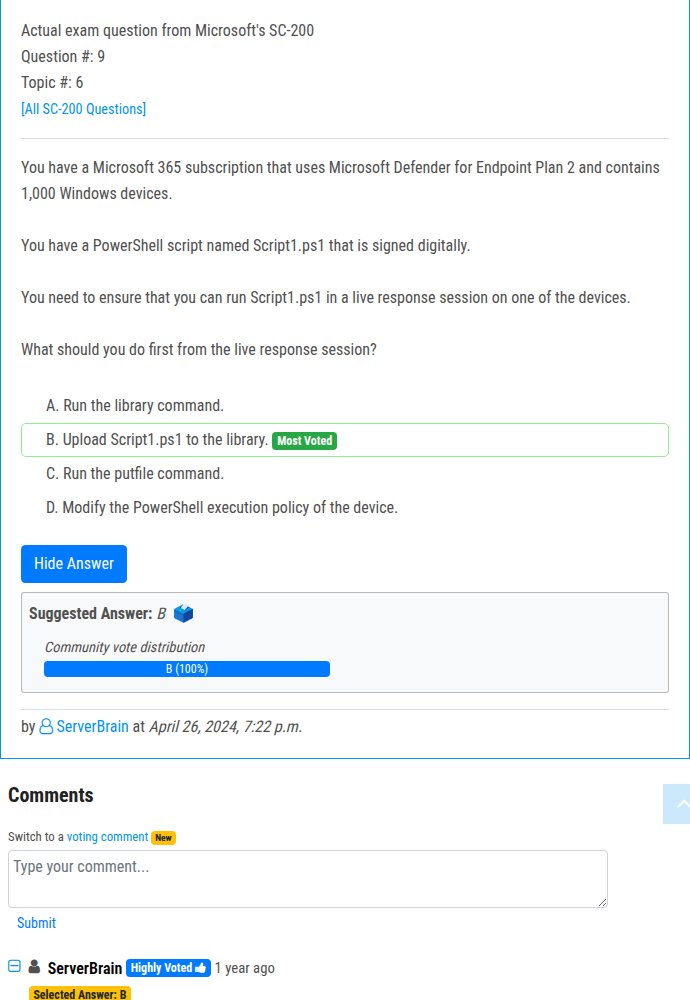 Actual exam question from Microsoft's SC-200
Question #: 9
Topic #: 6
[All SC-200 Questions]
You have a Microsoft 365 subscription that uses Microsoft Defender for Endpoint Plan 2 and contains
1,000 Windows devices.
You have a PowerShell script named Script1.ps1 that is signed digitally.
You need to ensure that you can run Script1.ps1 in a live response session on one of the devices.
What should you do first from the live response session?
A. Run the library command.
B. Upload Script1.ps1 to the library. Most Voted
C. Run the putfile command.
D. Modify the PowerShell execution policy of the device.
Hide Answer
Suggested Answer: B
Community vote distribution
B (100%)
by ServerBrain at April 26, 2024, 7:22 p.m.
Comments
Switch to a voting comment New
Type your comment...
Submit
ServerBrain Highly Voted 1 year ago
Selected Answer: B